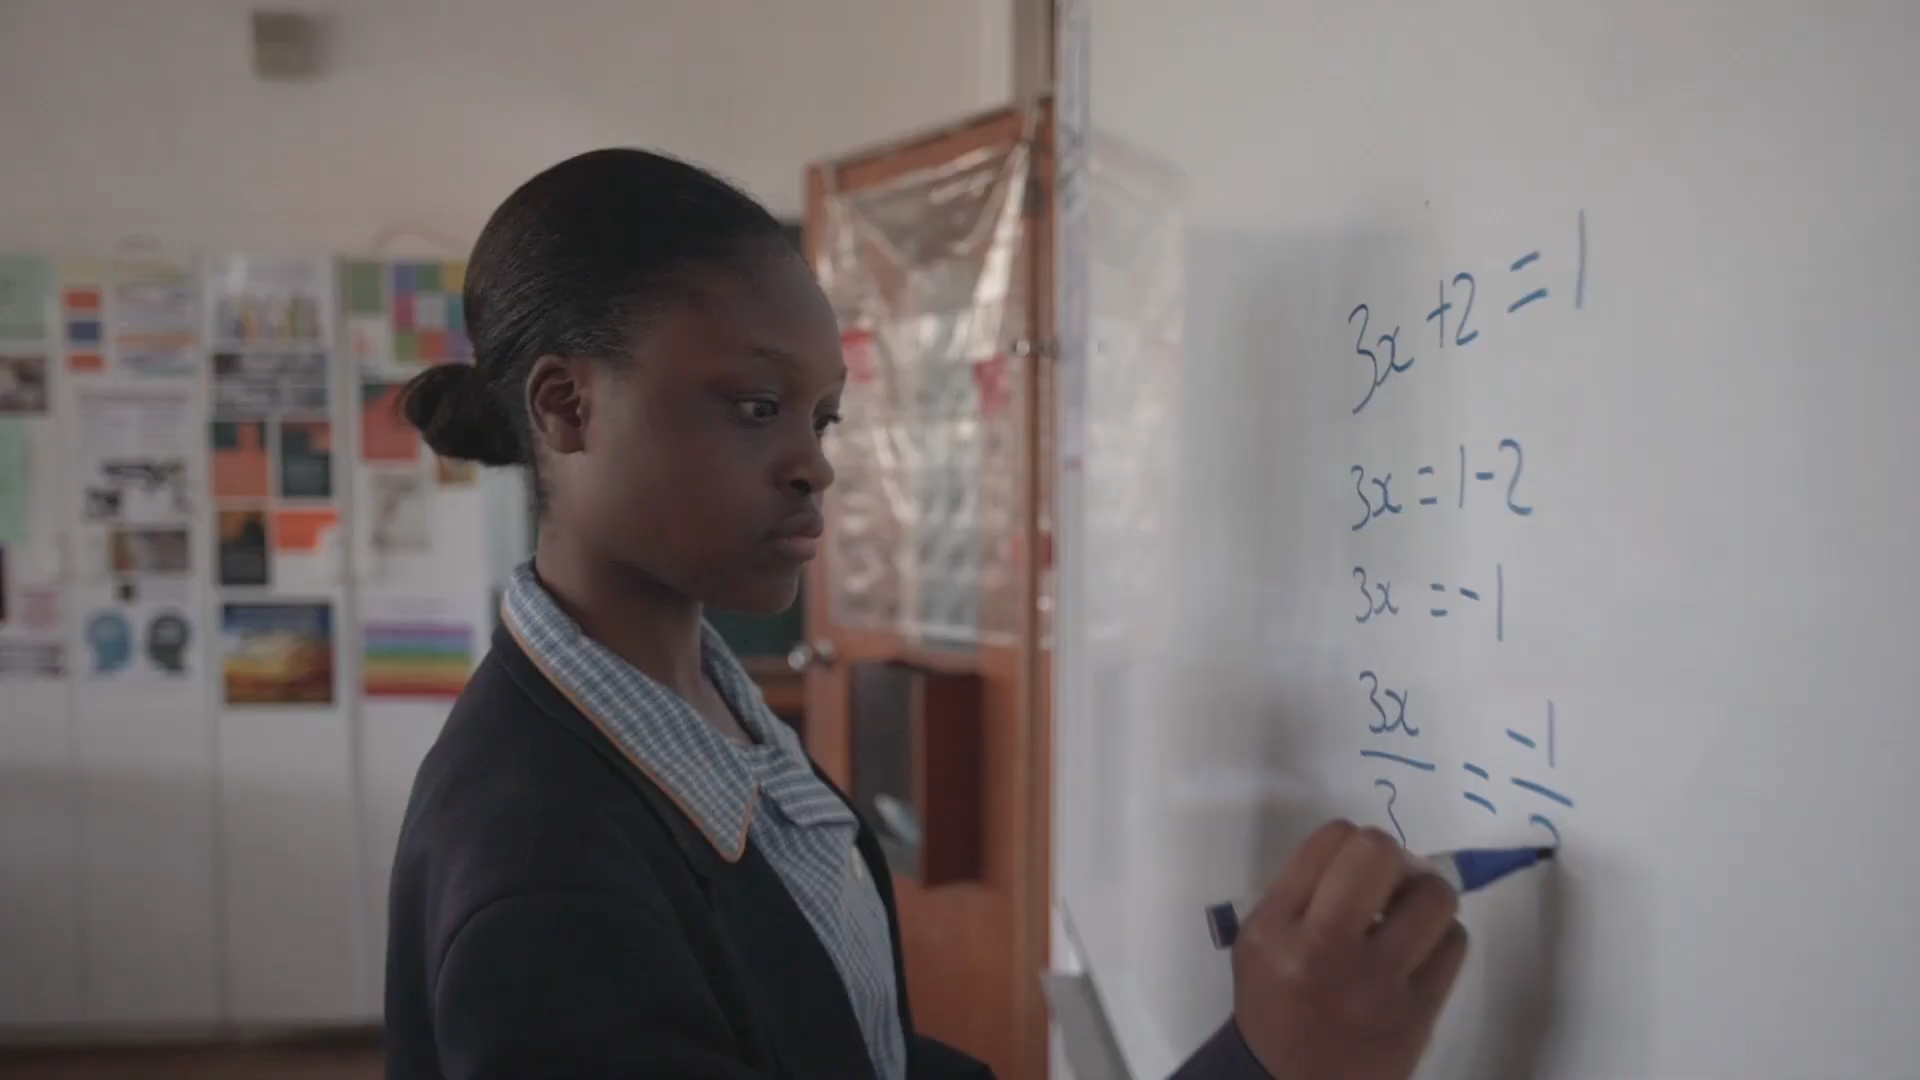 3x + 2 = 1
3x = 1 - 2
3x = -1
3x/3 = -1/